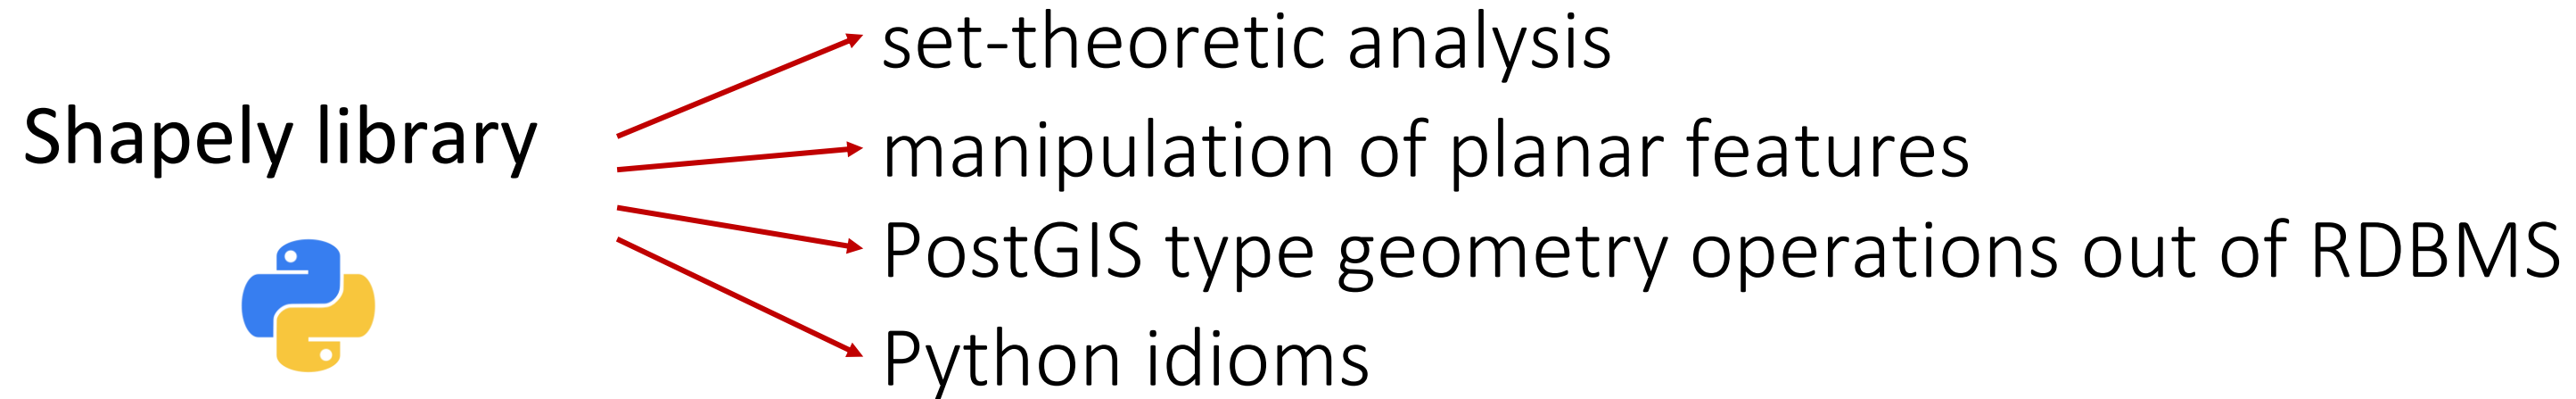 Shapely library
set-theoretic analysis
manipulation of planar features
PostGIS type geometry operations out of RDBMS
Python idioms